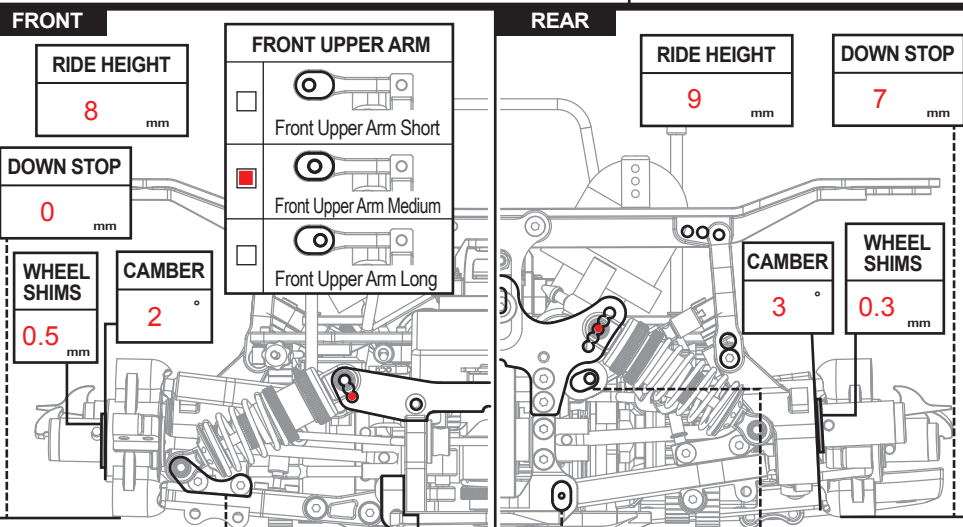 FRONT
RIDE HEIGHT
8
mm
DOWN STOP
0
mm
WHEEL
SHIMS
0.5
mm
CAMBER
2 °
FRONT UPPER ARM
Front Upper Arm Short
Front Upper Arm Medium
Front Upper Arm Long
REAR
RIDE HEIGHT
9
mm
DOWN STOP
7
mm
CAMBER
3 °
WHEEL
SHIMS
0.3
mm